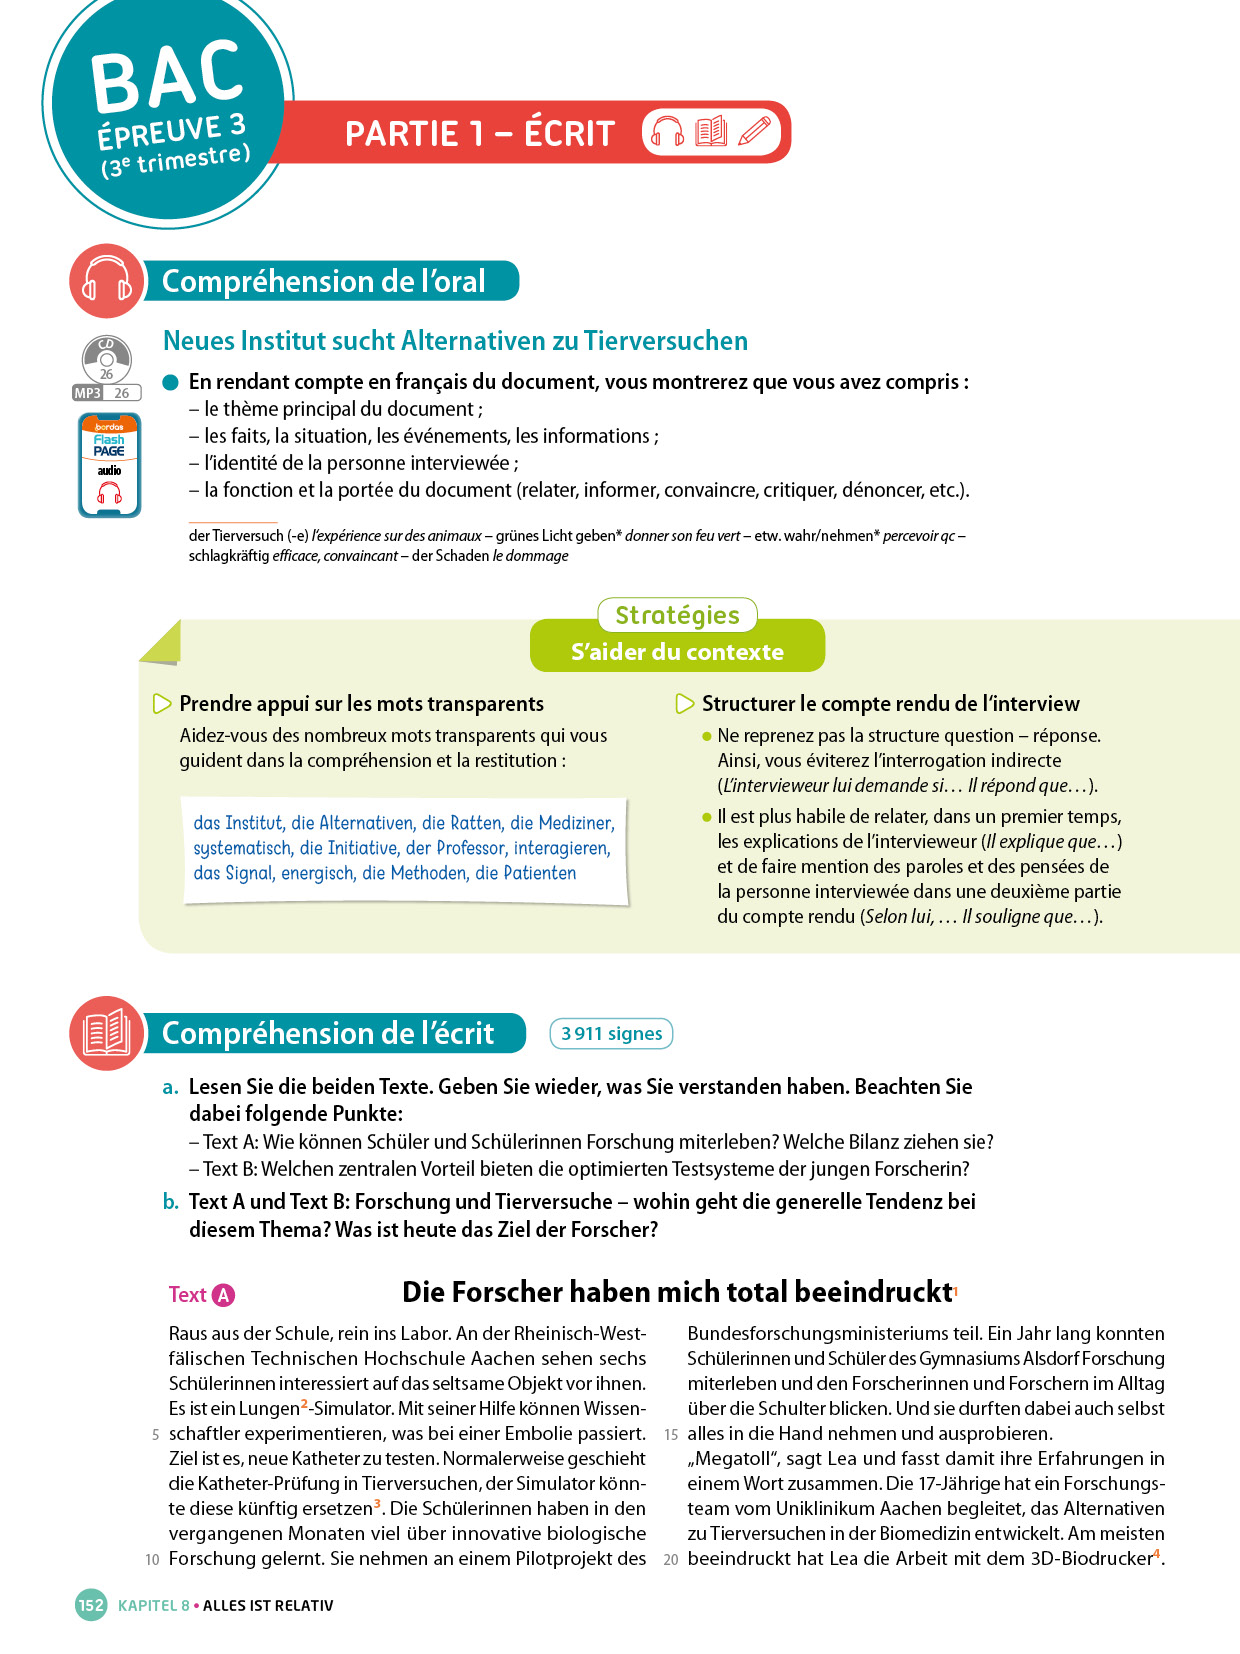 BAC
ÉPREUVE 3
(3e trimestre)
PARTIE 1 – ÉCRIT
Compréhension de l'oral
CD
26
MP3 26
bordas
Flash
PAGE
audio
Neues Institut sucht Alternativen zu Tierversuchen
● En rendant compte en français du document, vous montrerez que vous avez compris :
– le thème principal du document ;
– les faits, la situation, les événements, les informations ;
– l'identité de la personne interviewée ;
– la fonction et la portée du document (relater, informer, convaincre, critiquer, dénoncer, etc.).
der Tierversuch (-e) l'expérience sur des animaux – grünes Licht geben* donner son feu vert – etw. wahr/nehmen* percevoir qc –
schlagkräftig efficace, convaincant – der Schaden le dommage
Stratégies
S'aider du contexte
Prendre appui sur les mots transparents
Aidez-vous des nombreux mots transparents qui vous
guident dans la compréhension et la restitution :
das Institut, die Alternativen, die Ratten, die Mediziner,
systematisch, die Initiative, der Professor, interagieren,
das Signal, energisch, die Methoden, die Patienten
Structurer le compte rendu de l'interview
● Ne reprenez pas la structure question – réponse.
Ainsi, vous éviterez l'interrogation indirecte
(L'intervieweur lui demande si… Il répond que…).
● Il est plus habile de relater, dans un premier temps,
les explications de l'intervieweur (Il explique que…)
et de faire mention des paroles et des pensées de
la personne interviewée dans une deuxième partie
du compte rendu (Selon lui, … Il souligne que…).
Compréhension de l'écrit
3 911 signes
a. Lesen Sie die beiden Texte. Geben Sie wieder, was Sie verstanden haben. Beachten Sie
dabei folgende Punkte:
– Text A: Wie können Schüler und Schülerinnen Forschung miterleben? Welche Bilanz ziehen sie?
– Text B: Welchen zentralen Vorteil bieten die optimierten Testsysteme der jungen Forscherin?
b. Text A und Text B: Forschung und Tierversuche – wohin geht die generelle Tendenz bei
diesem Thema? Was ist heute das Ziel der Forscher?
Text A
Die Forscher haben mich total beeindruckt1
Raus aus der Schule, rein ins Labor. An der Rheinisch-West-
fälischen Technischen Hochschule Aachen sehen sechs
Schülerinnen interessiert auf das seltsame Objekt vor ihnen.
Es ist ein Lungen2-Simulator. Mit seiner Hilfe können Wissen-
5 schaftler experimentieren, was bei einer Embolie passiert.
Ziel ist es, neue Katheter zu testen. Normalerweise geschieht
die Katheter-Prüfung in Tierversuchen, der Simulator könn-
te diese künftig ersetzen3. Die Schülerinnen haben in den
vergangenen Monaten viel über innovative biologische
10 Forschung gelernt. Sie nehmen an einem Pilotprojekt des
Bundesforschungsministeriums teil. Ein Jahr lang konnten
Schülerinnen und Schüler des Gymnasiums Alsdorf Forschung
miterleben und den Forscherinnen und Forschern im Alltag
über die Schulter blicken. Und sie durften dabei auch selbst
15 alles in die Hand nehmen und ausprobieren.
„Megatoll“, sagt Lea und fasst damit ihre Erfahrungen in
einem Wort zusammen. Die 17-Jährige hat ein Forschungs-
team vom Uniklinikum Aachen begleitet, das Alternativen
zu Tierversuchen in der Biomedizin entwickelt. Am meisten
20 beeindruckt hat Lea die Arbeit mit dem 3D-Biodrucker4.
152 KAPITEL 8 • ALLES IST RELATIV